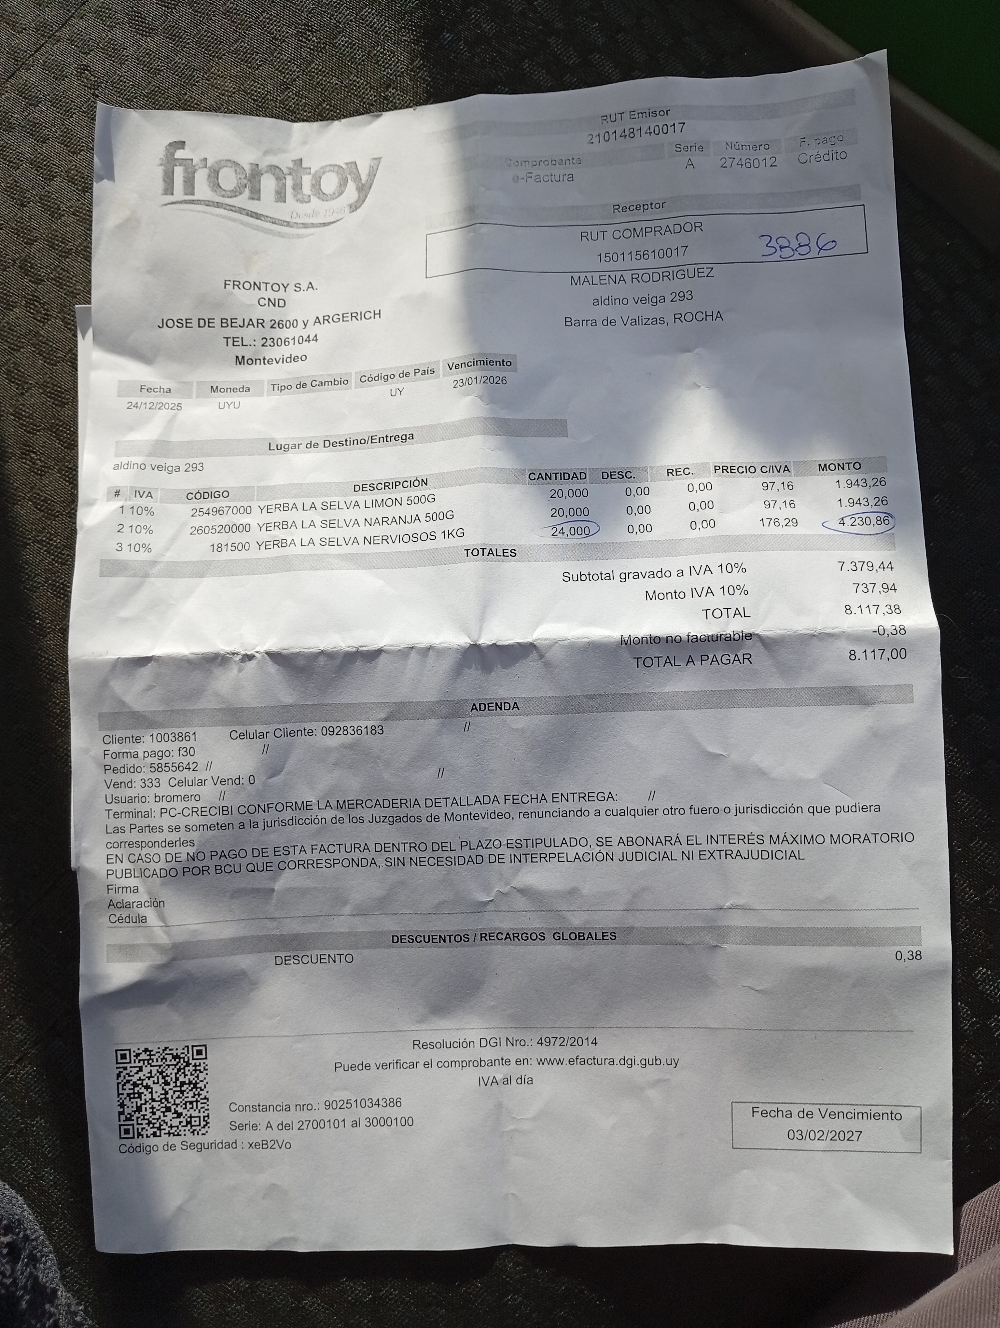 frontoy
Desde 1940
RUT Emisor
210148140017
Comprobante Serie Número F. pago
e-Factura A 2746012 Crédito
Receptor
RUT COMPRADOR
150115610017
3886
MALENA RODRIGUEZ
aldino veiga 293
Barra de Valizas, ROCHA
FRONTOY S.A.
CND
JOSE DE BEJAR 2600 y ARGERICH
TEL.: 23061044
Montevideo
Fecha Moneda Tipo de Cambio Código de País Vencimiento
24/12/2025 UYU UY 23/01/2026
Lugar de Destino/Entrega
aldino veiga 293
# IVA CÓDIGO DESCRIPCIÓN CANTIDAD DESC. REC. PRECIO C/IVA MONTO
1 10% 254967000 YERBA LA SELVA LIMON 500G 20,000 0,00 0,00 97,16 1.943,26
2 10% 260520000 YERBA LA SELVA NARANJA 500G 20,000 0,00 0,00 97,16 1.943,26
3 10% 181500 YERBA LA SELVA NERVIOSOS 1KG 24,000 0,00 0,00 176,29 4.230,86
TOTALES
Subtotal gravado a IVA 10% 7.379,44
Monto IVA 10% 737,94
TOTAL 8.117,38
Monto no facturable -0,38
TOTAL A PAGAR 8.117,00
ADENDA
Cliente: 1003861 Celular Cliente: 092836183 //
Forma pago: f30 //
Pedido: 5855642 //
Vend: 333 Celular Vend: 0 //
Usuario: bromero //
Terminal: PC-CRECIBI CONFORME LA MERCADERIA DETALLADA FECHA ENTREGA: //
Las Partes se someten a la jurisdicción de los Juzgados de Montevideo, renunciando a cualquier otro fuero o jurisdicción que pudiera
corresponderles
EN CASO DE NO PAGO DE ESTA FACTURA DENTRO DEL PLAZO ESTIPULADO, SE ABONARÁ EL INTERÉS MÁXIMO MORATORIO
PUBLICADO POR BCU QUE CORRESPONDA, SIN NECESIDAD DE INTERPELACIÓN JUDICIAL NI EXTRAJUDICIAL
Firma
Aclaración
Cédula
DESCUENTOS / RECARGOS GLOBALES
DESCUENTO 0,38
Resolución DGI Nro.: 4972/2014
Puede verificar el comprobante en: www.efactura.dgi.gub.uy
IVA al día
Constancia nro.: 90251034386
Serie: A del 2700101 al 3000100
Código de Seguridad : xeB2Vo
Fecha de Vencimiento
03/02/2027